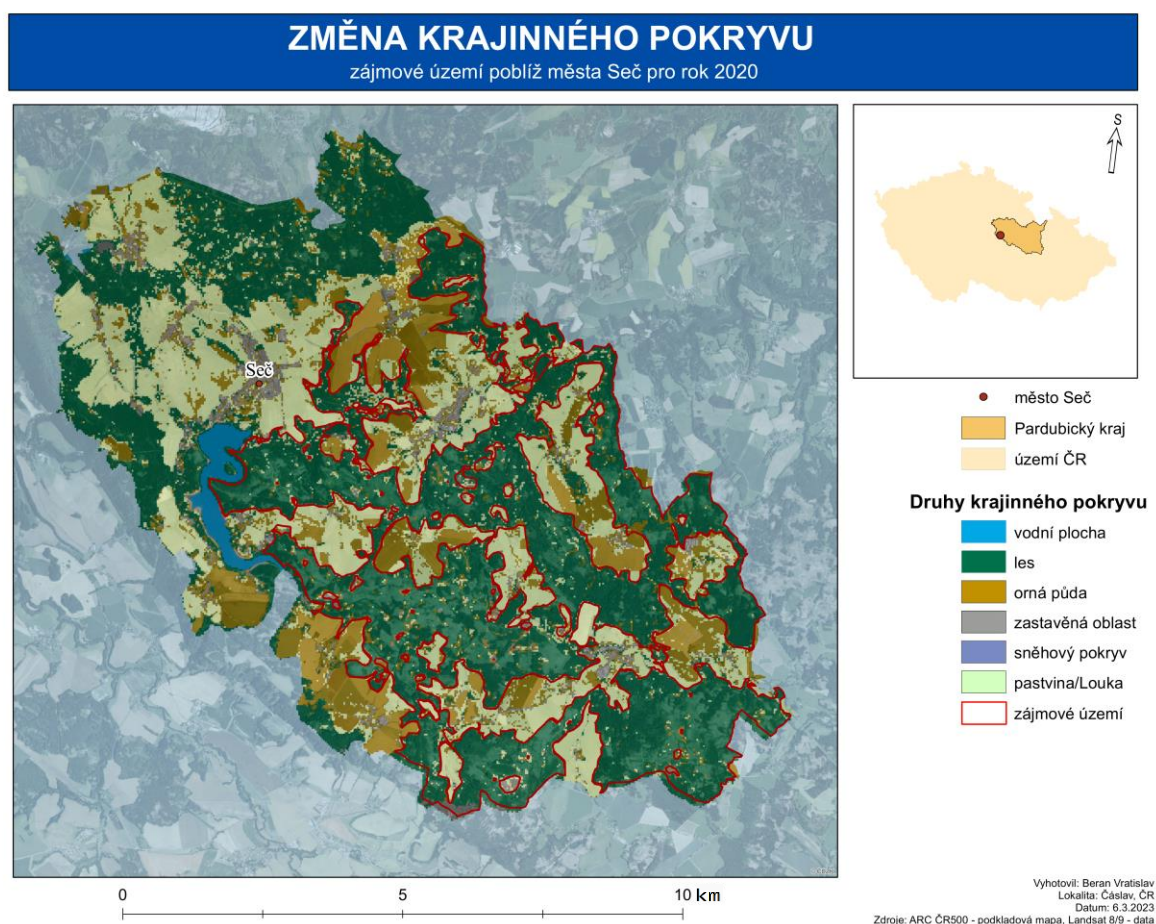 ZMĚNA KRAJINNÉHO POKRYVU
zájmové území poblíž města Seč pro rok 2020
Seč
S
město Seč
Pardubický kraj
území ČR
Druhy krajinného pokryvu
vodní plocha
les
orná půda
zastavěná oblast
sněhový pokryv
pastvina/Louka
zájmové území
0
5
10 km
Vyhotovil: Beran Vratislav
Lokalita: Čáslav, ČR
Datum: 6.3.2023
Zdroje: ARC ČR500 - podkladová mapa, Landsat 8/9 - data